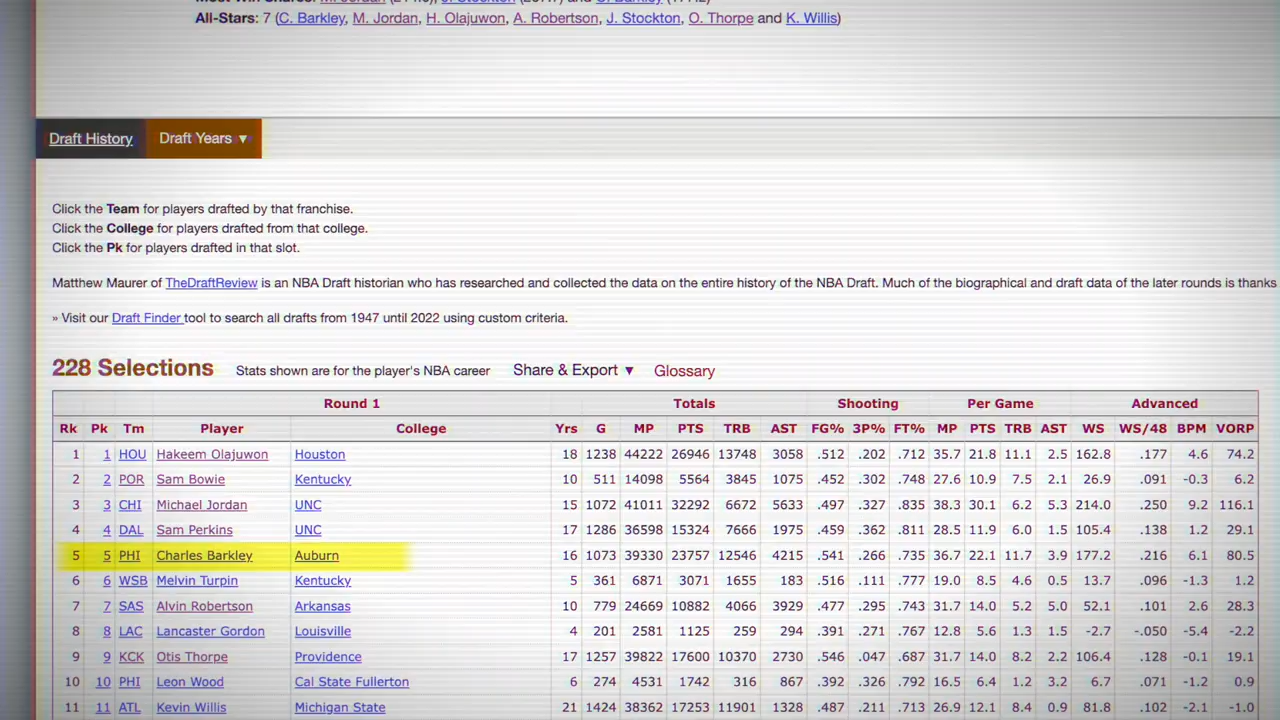 All-Stars: 7 (C. Barkley, M. Jordan, H. Olajuwon, A. Robertson, J. Stockton, O. Thorpe and K. Willis)
Draft History Draft Years ▼
Click the Team for players drafted by that franchise.
Click the College for players drafted from that college.
Click the Pk for players drafted in that slot.
Matthew Maurer of TheDraftReview is an NBA Draft historian who has researched and collected the data on the entire history of the NBA Draft. Much of the biographical and draft data of the later rounds is thanks
» Visit our Draft Finder tool to search all drafts from 1947 until 2022 using custom criteria.
228 Selections Stats shown are for the player's NBA career Share & Export ▼ Glossary
Round 1 Totals Shooting Per Game Advanced
Rk Pk Tm Player College Yrs G MP PTS TRB AST FG% 3P% FT% MP PTS TRB AST WS WS/48 BPM VORP
1 1 HOU Hakeem Olajuwon Houston 18 1238 44222 26946 13748 3058 .512 .202 .712 35.7 21.8 11.1 2.5 162.8 .177 4.6 74.2
2 2 POR Sam Bowie Kentucky 10 511 14098 5564 3845 1075 .452 .302 .748 27.6 10.9 7.5 2.1 26.9 .091 -0.3 6.2
3 3 CHI Michael Jordan UNC 15 1072 41011 32292 6672 5633 .497 .327 .835 38.3 30.1 6.2 5.3 214.0 .250 9.2 116.1
4 4 DAL Sam Perkins UNC 17 1286 36598 15324 7666 1975 .459 .362 .811 28.5 11.9 6.0 1.5 105.4 .138 1.2 29.1
5 5 PHI Charles Barkley Auburn 16 1073 39330 23757 12546 4215 .541 .266 .735 36.7 22.1 11.7 3.9 177.2 .216 6.1 80.5
6 6 WSB Melvin Turpin Kentucky 5 361 6871 3071 1655 183 .516 .111 .777 19.0 8.5 4.6 0.5 13.7 .096 -1.3 1.2
7 7 SAS Alvin Robertson Arkansas 10 779 24669 10882 4066 3929 .477 .295 .743 31.7 14.0 5.2 5.0 52.1 .101 2.6 28.3
8 8 LAC Lancaster Gordon Louisville 4 201 2581 1125 259 294 .391 .271 .767 12.8 5.6 1.3 1.5 -2.7 -.050 -5.4 -2.2
9 9 KCK Otis Thorpe Providence 17 1257 39822 17600 10370 2730 .546 .047 .687 31.7 14.0 8.2 2.2 106.4 .128 -0.1 19.1
10 10 PHI Leon Wood Cal State Fullerton 6 274 4531 1742 316 867 .392 .326 .792 16.5 6.4 1.2 3.2 6.7 .071 -1.2 0.9
11 11 ATL Kevin Willis Michigan State 21 1424 38362 17253 11901 1328 .487 .211 .713 26.9 12.1 8.4 0.9 81.8 .102 -2.1 -1.0